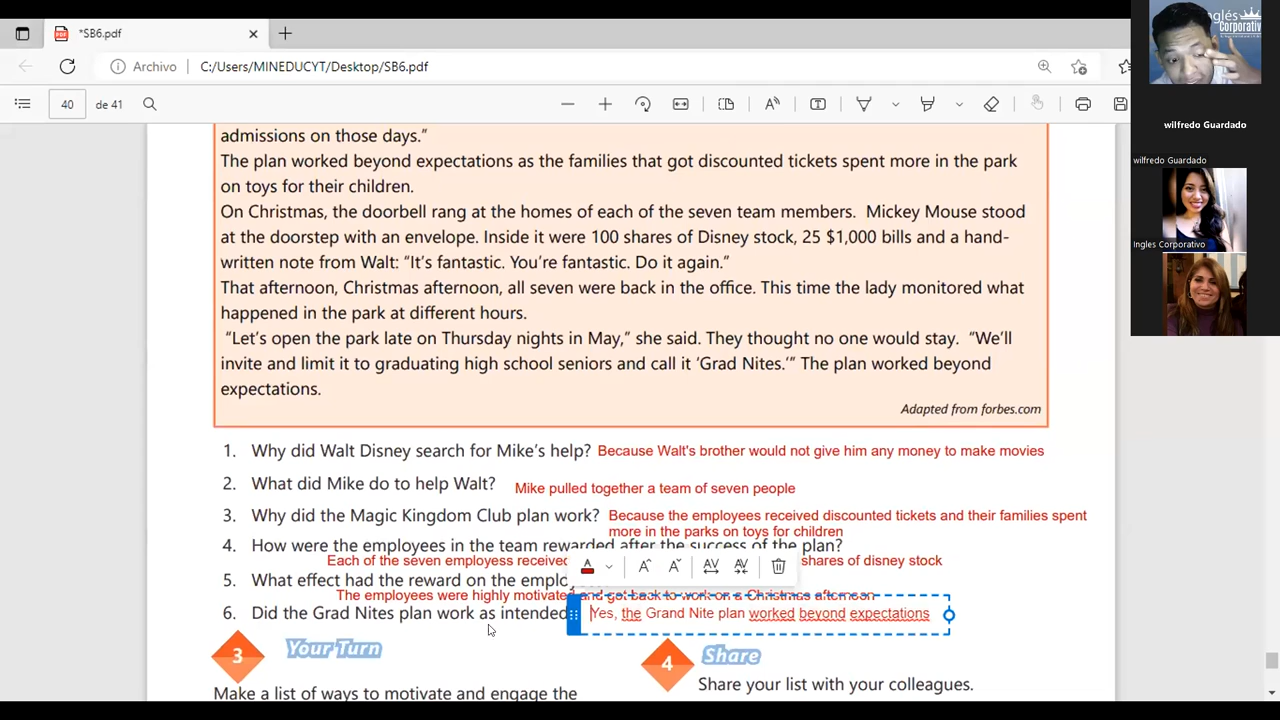 *SB6.pdf
Archivo
C:/Users/MINEDUCYT/Desktop/SB6.pdf
40
de 41
admissions on those days."
The plan worked beyond expectations as the families that got discounted tickets spent more in the park
on toys for their children.
On Christmas, the doorbell rang at the homes of each of the seven team members. Mickey Mouse stood
at the doorstep with an envelope. Inside it were 100 shares of Disney stock, 25 $1,000 bills and a hand-
written note from Walt: "It's fantastic. You're fantastic. Do it again."
That afternoon, Christmas afternoon, all seven were back in the office. This time the lady monitored what
happened in the park at different hours.
"Let's open the park late on Thursday nights in May," she said. They thought no one would stay. "We'll
invite and limit it to graduating high school seniors and call it 'Grad Nites.'" The plan worked beyond
expectations.
Adapted from forbes.com
1. Why did Walt Disney search for Mike's help? Because Walt's brother would not give him any money to make movies
2. What did Mike do to help Walt? Mike pulled together a team of seven people
3. Why did the Magic Kingdom Club plan work? Because the employees received discounted tickets and their families spent
more in the parks on toys for children
4. How were the employees in the team rewarded after the success of the plan?
Each of the seven employess received shares of disney stock
5. What effect had the reward on the
The employees were highly motivated and got back to work on a Christmas afternoon
6. Did the Grad Nites plan work as intended Yes, the Grand Nite plan worked beyond expectations
3 Your Turn
4 Share
Make a list of ways to motivate and engage the
Share your list with your colleagues.
Inglés
Corporativo
wilfredo Guardado
wilfredo Guardado
Ingles Corporativo